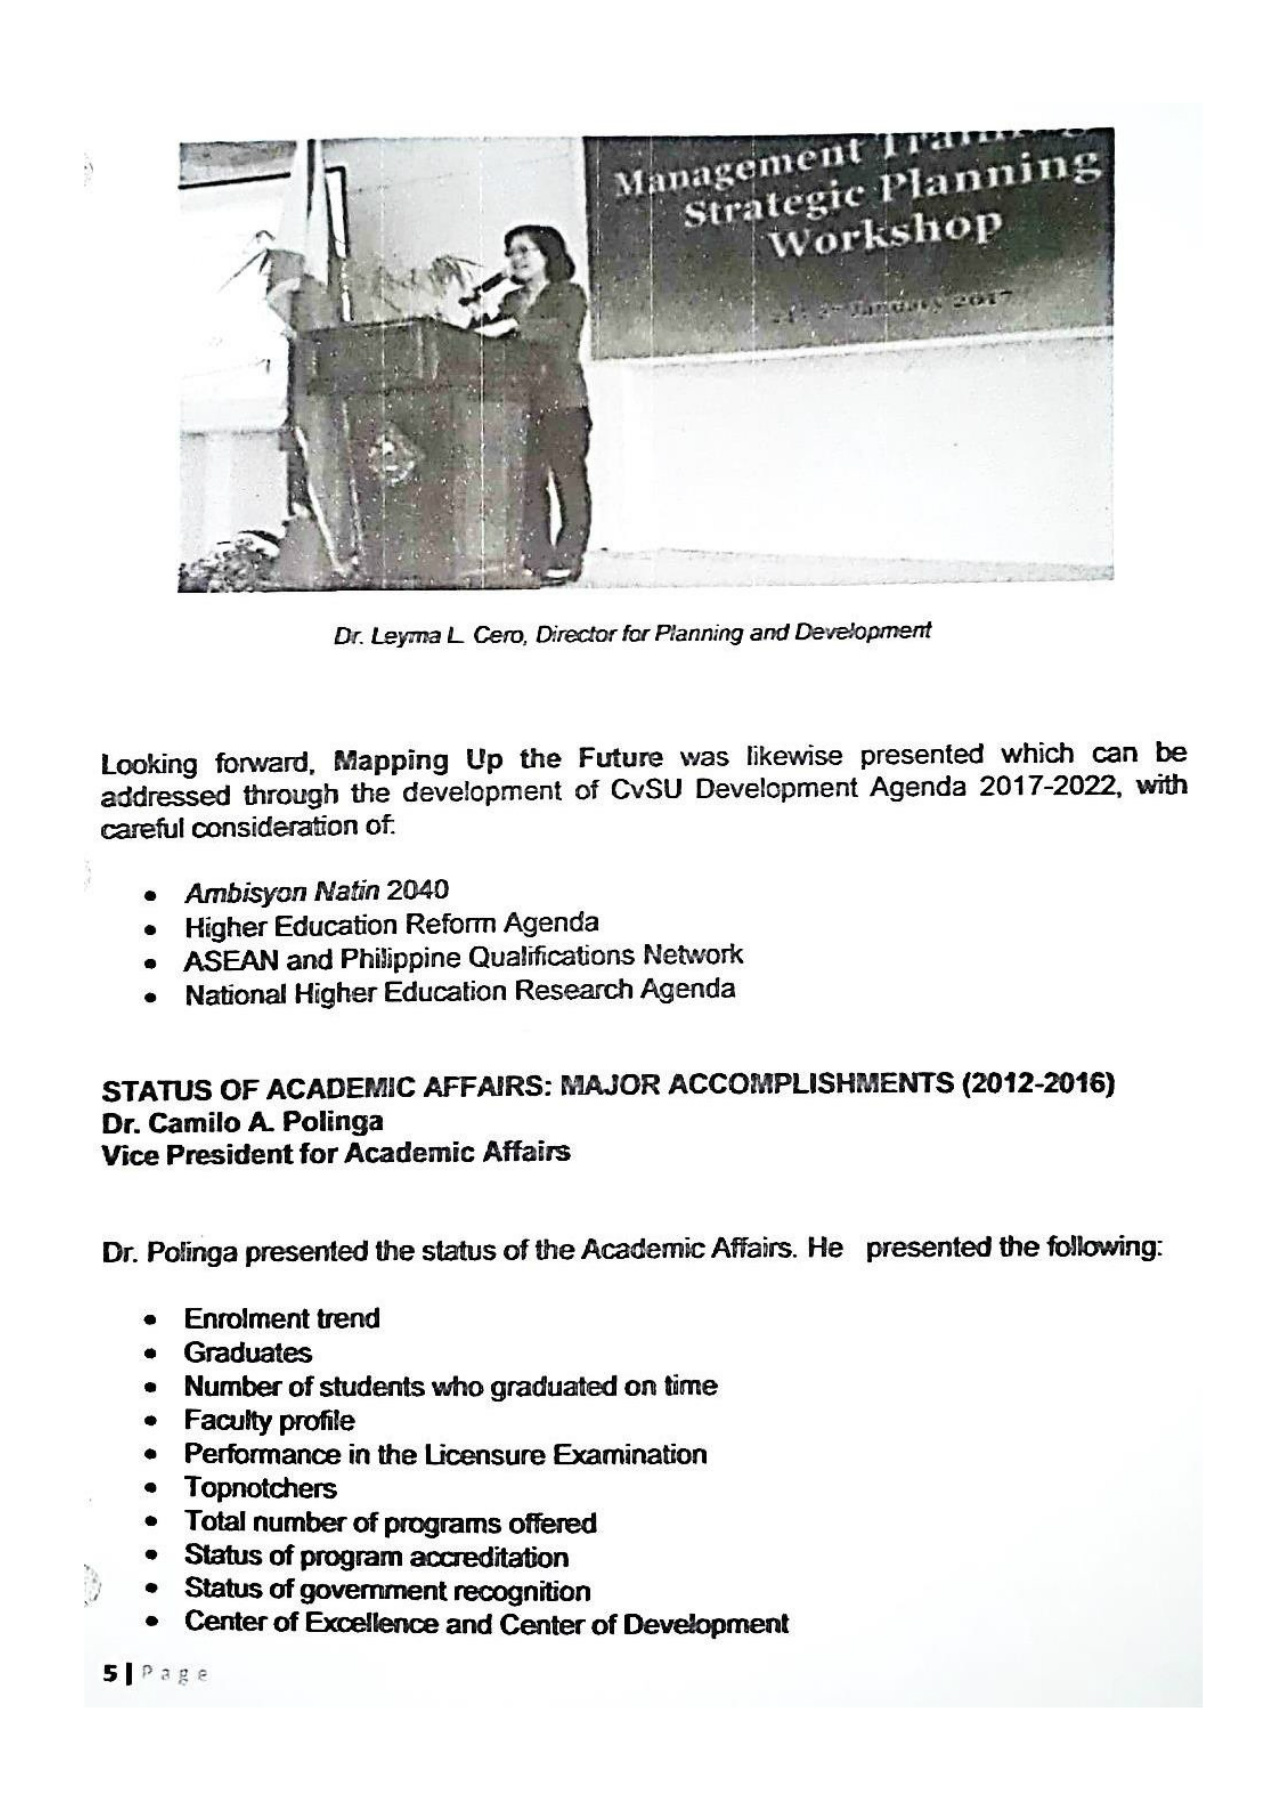 Management
Strategic Planning
Workshop
January 2017
Dr. Leyma L. Cero, Director for Planning and Development
Looking forward, Mapping Up the Future was likewise presented which can be
addressed through the development of CvSU Development Agenda 2017-2022, with
careful consideration of:
• Ambisyon Natin 2040
• Higher Education Reform Agenda
• ASEAN and Philippine Qualifications Network
• National Higher Education Research Agenda
STATUS OF ACADEMIC AFFAIRS: MAJOR ACCOMPLISHMENTS (2012-2016)
Dr. Camilo A. Polinga
Vice President for Academic Affairs
Dr. Polinga presented the status of the Academic Affairs. He presented the following:
• Enrolment trend
• Graduates
• Number of students who graduated on time
• Faculty profile
• Performance in the Licensure Examination
• Topnotchers
• Total number of programs offered
• Status of program accreditation
• Status of government recognition
• Center of Excellence and Center of Development
5 | Page